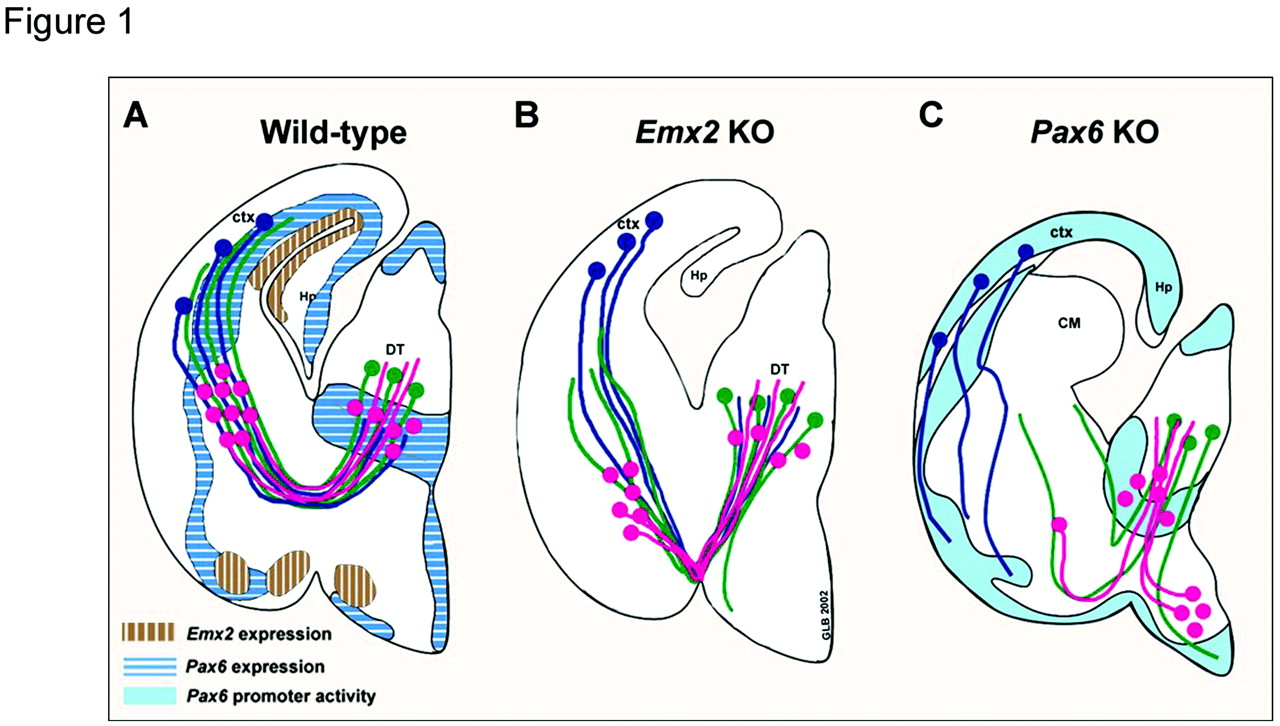 Figure 1
A
Wild-type
ctx
Hp
DT
Emx2 expression
Pax6 expression
Pax6 promoter activity
B
Emx2 KO
ctx
Hp
DT
GLB 2002
C
Pax6 KO
ctx
Hp
CM